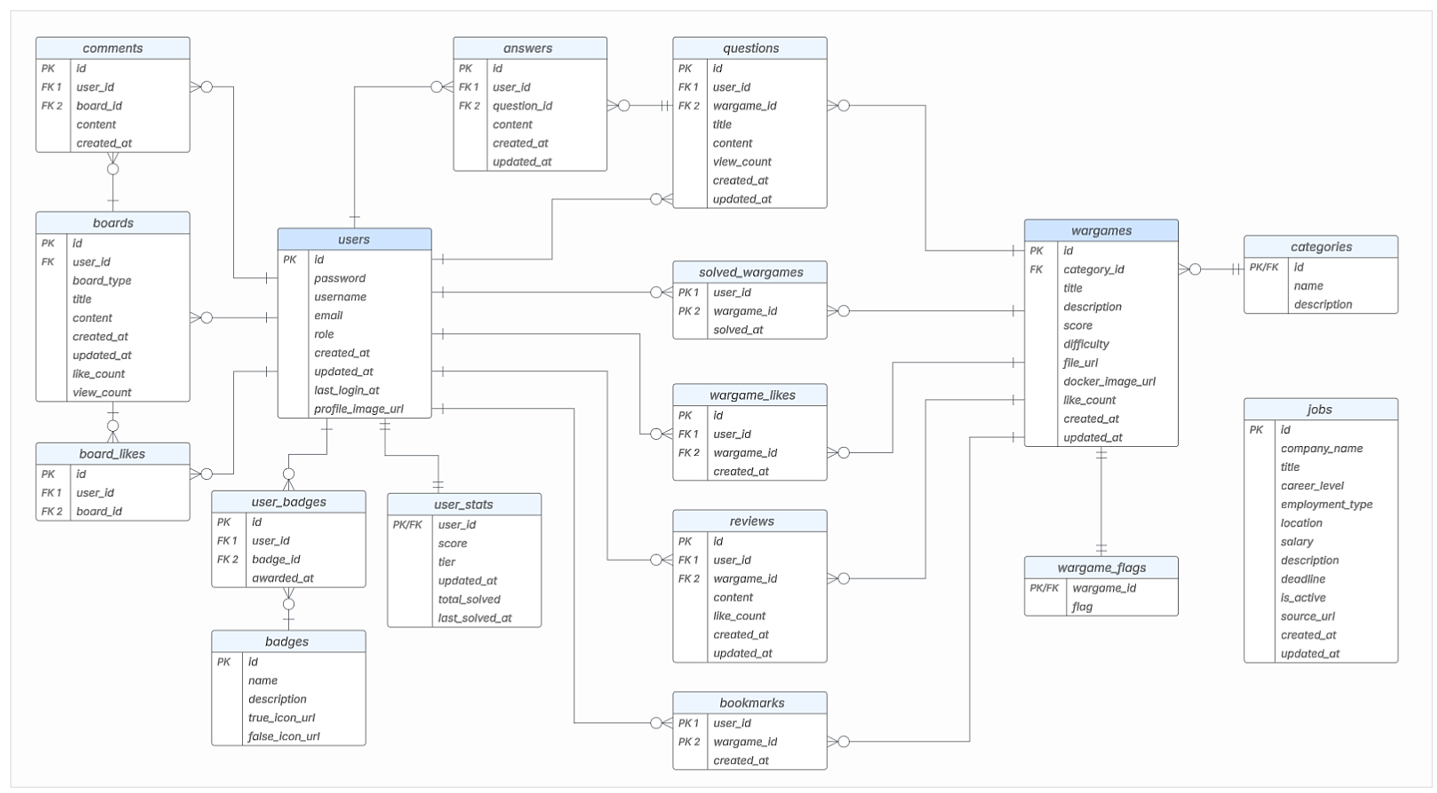 comments
PK id
FK 1 user_id
FK 2 board_id
content
created_at
boards
PK id
FK user_id
board_type
title
content
created_at
updated_at
like_count
view_count
board_likes
PK id
FK 1 user_id
FK 2 board_id
users
PK id
password
username
email
role
created_at
updated_at
last_login_at
profile_image_url
user_badges
PK id
FK 1 user_id
FK 2 badge_id
awarded_at
badges
PK id
name
description
true_icon_url
false_icon_url
user_stats
PK/FK user_id
score
tier
updated_at
total_solved
last_solved_at
answers
PK id
FK 1 user_id
FK 2 question_id
content
created_at
updated_at
questions
PK id
FK 1 user_id
FK 2 wargame_id
title
content
view_count
created_at
updated_at
solved_wargames
PK 1 user_id
PK 2 wargame_id
solved_at
wargame_likes
PK id
FK 1 user_id
FK 2 wargame_id
created_at
reviews
PK id
FK 1 user_id
FK 2 wargame_id
content
like_count
created_at
updated_at
bookmarks
PK 1 user_id
PK 2 wargame_id
created_at
wargames
PK id
FK category_id
title
description
score
difficulty
file_url
docker_image_url
like_count
created_at
updated_at
wargame_flags
PK/FK wargame_id
flag
categories
PK/FK id
name
description
jobs
PK id
company_name
title
career_level
employment_type
location
salary
description
deadline
is_active
source_url
created_at
updated_at